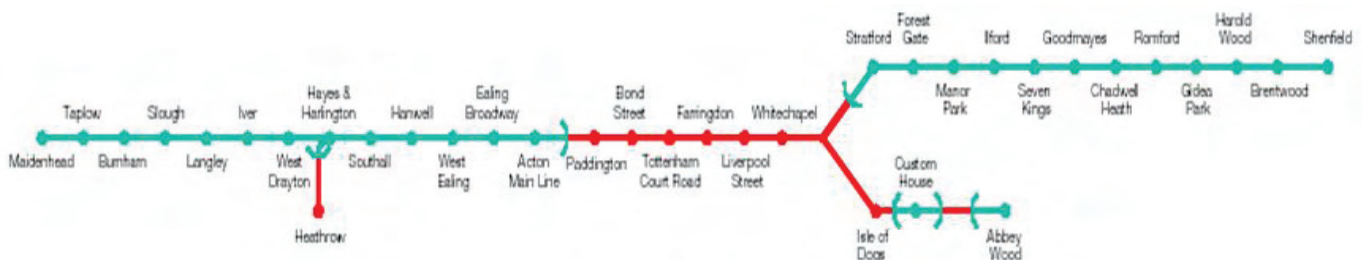 Maidenhead
Taplow
Burnham
Slough
Langley
Iver
West
Drayton
Hayes &
Harlington
Heathrow
Southall
Hanwell
West
Ealing
Ealing
Broadway
Acton
Main Line
Paddington
Bond
Street
Tottenham
Court Road
Farringdon
Liverpool
Street
Whitechapel
Stratford
Forest
Gate
Manor
Park
Ilford
Seven
Kings
Goodmayes
Chadwell
Heath
Romford
Gidea
Park
Harold
Wood
Brentwood
Shenfield
Isle of
Dogs
Custom
House
Abbey
Wood